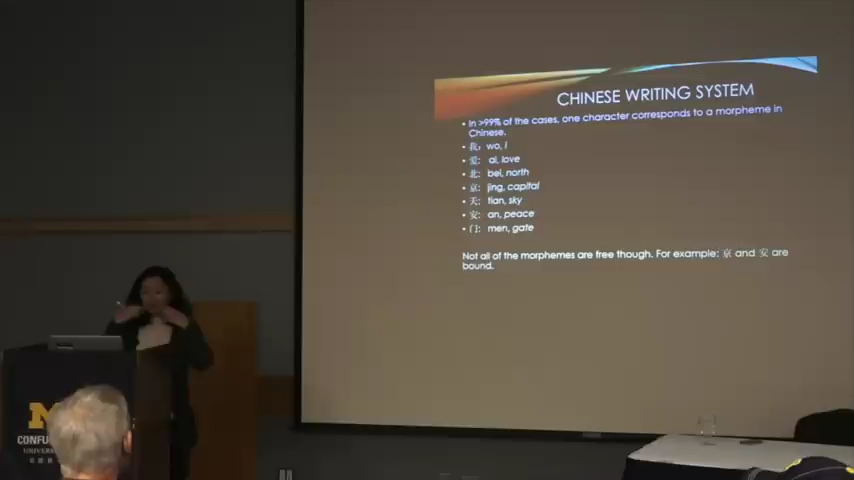 CHINESE WRITING SYSTEM
• In >99% of the cases, one character corresponds to a morpheme in
Chinese.
• 我: wo, I
• 爱: ai, love
• 北: bei, north
• 京: jing, capital
• 天: tian, sky
• 安: an, peace
• 门: men, gate
Not all of the morphemes are free though. For example: 京 and 安 are
bound.
M
CONFU
UNIVER